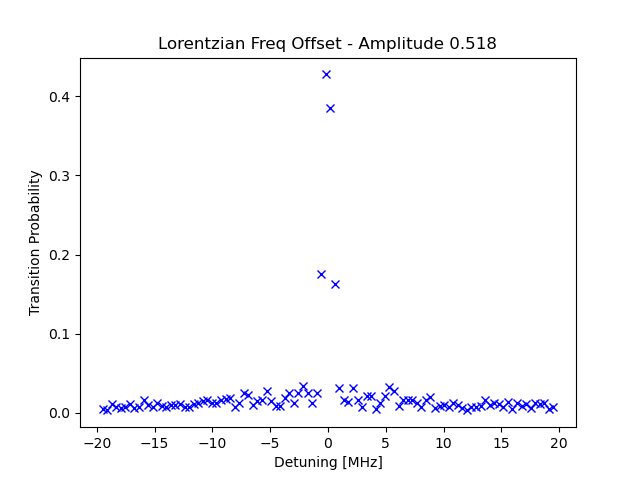 Lorentzian Freq Offset - Amplitude 0.518
Transition Probability
0.4
0.3
0.2
0.1
0.0
−20 −15 −10 −5 0 5 10 15 20
Detuning [MHz]